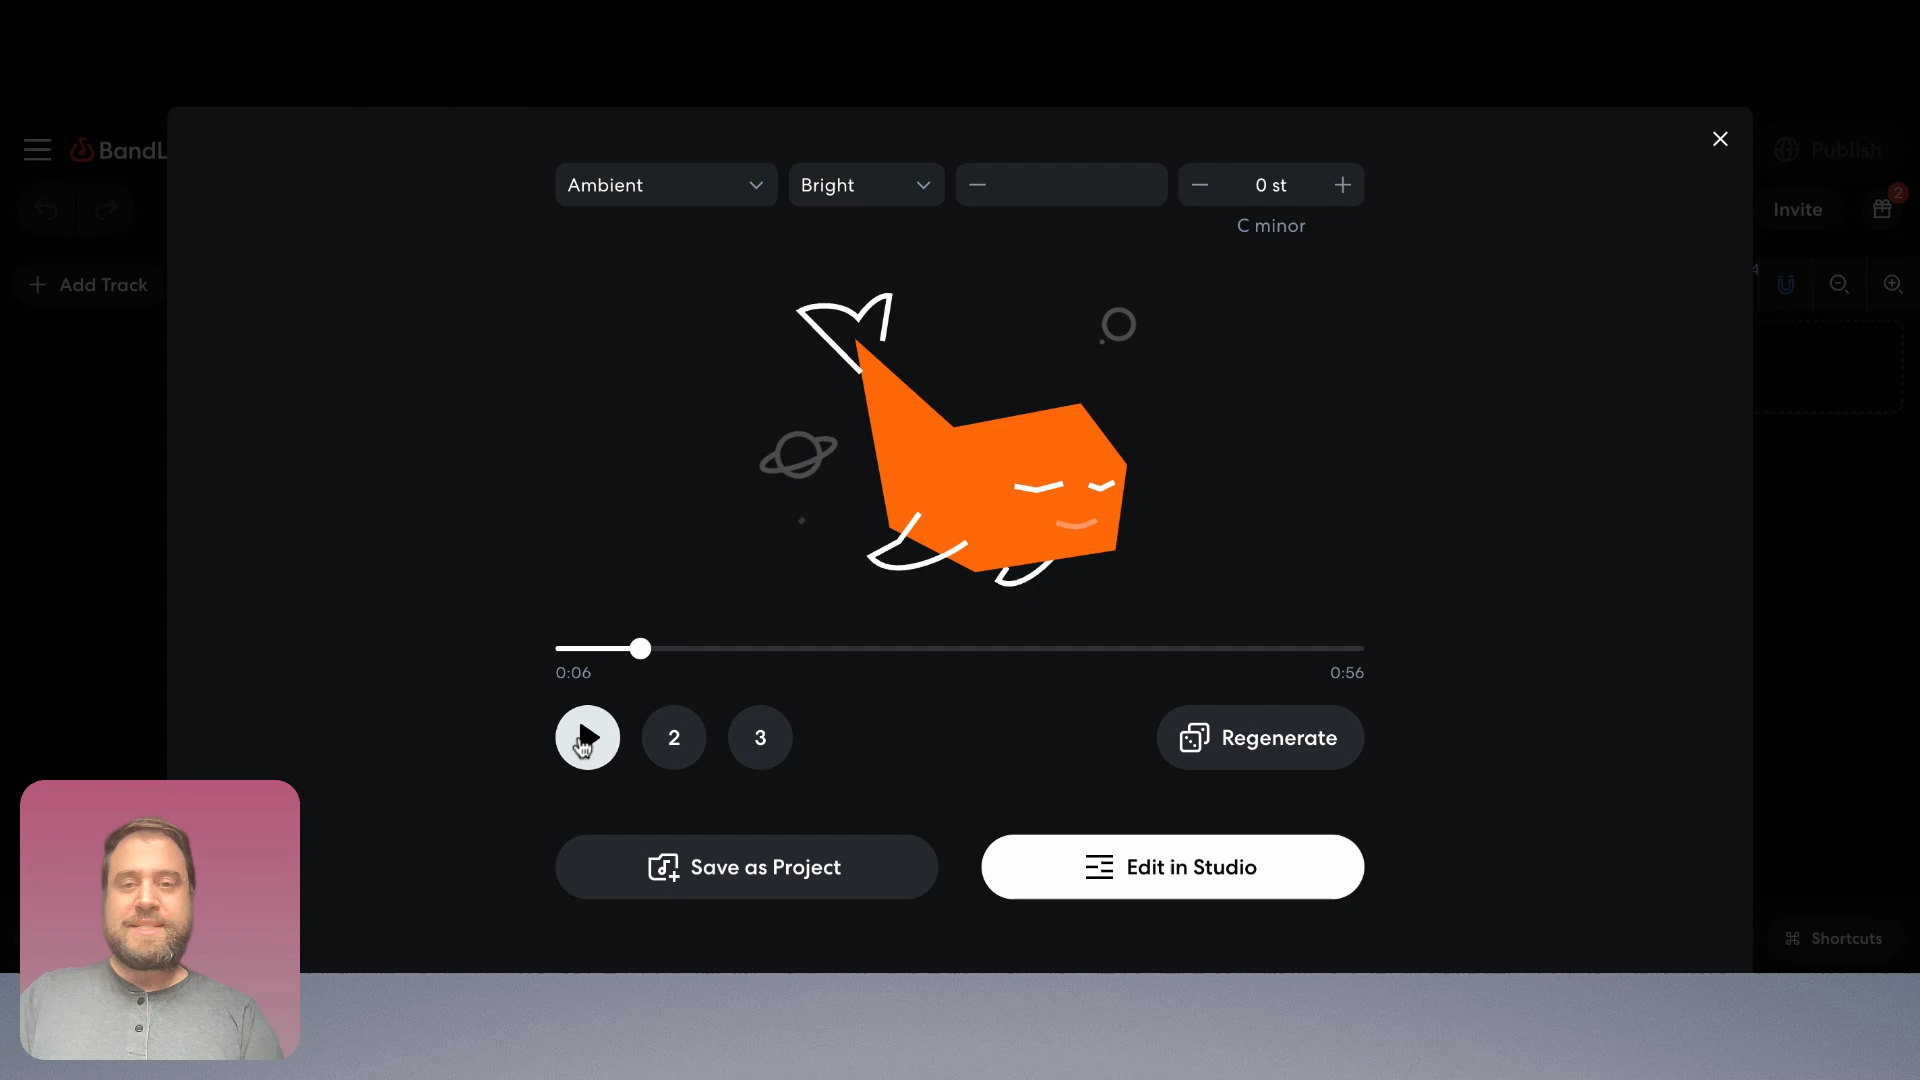 BandL
Publish
Ambient
Bright
0 st
C minor
Invite
2
Add Track
4
0:06
0:56
2
3
Regenerate
Save as Project
Edit in Studio
⌘ Shortcuts